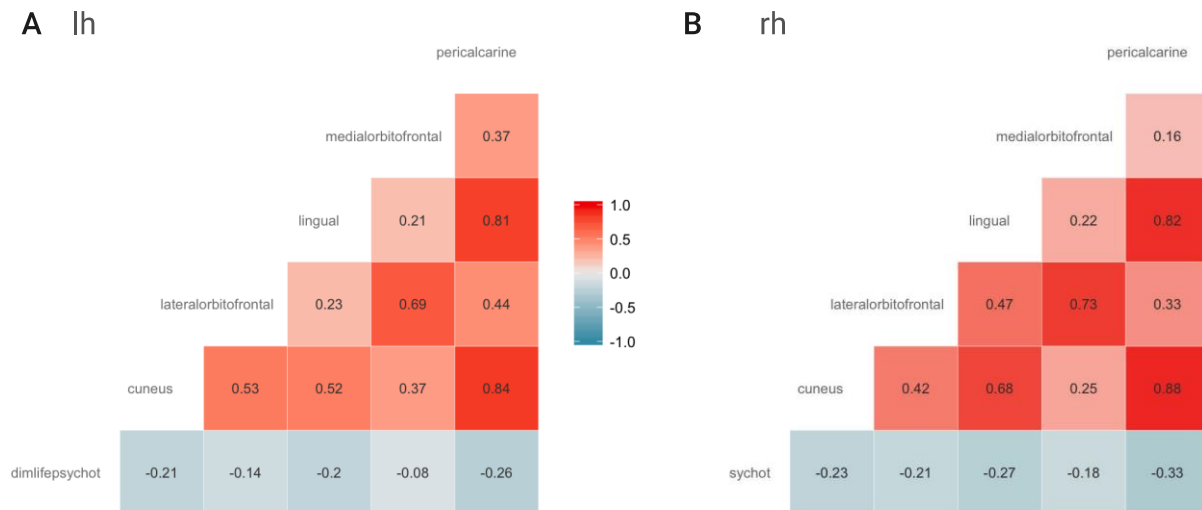 A lh
pericalcarine
medialorbitofrontal 0.37
lingual 0.21 0.81
lateralorbitofrontal 0.23 0.69 0.44
cuneus 0.53 0.52 0.37 0.84
dimlifepsychot -0.21 -0.14 -0.2 -0.08 -0.26
1.0
0.5
0.0
-0.5
-1.0
B rh
pericalcarine
medialorbitofrontal 0.16
lingual 0.22 0.82
lateralorbitofrontal 0.47 0.73 0.33
cuneus 0.42 0.68 0.25 0.88
sychot -0.23 -0.21 -0.27 -0.18 -0.33